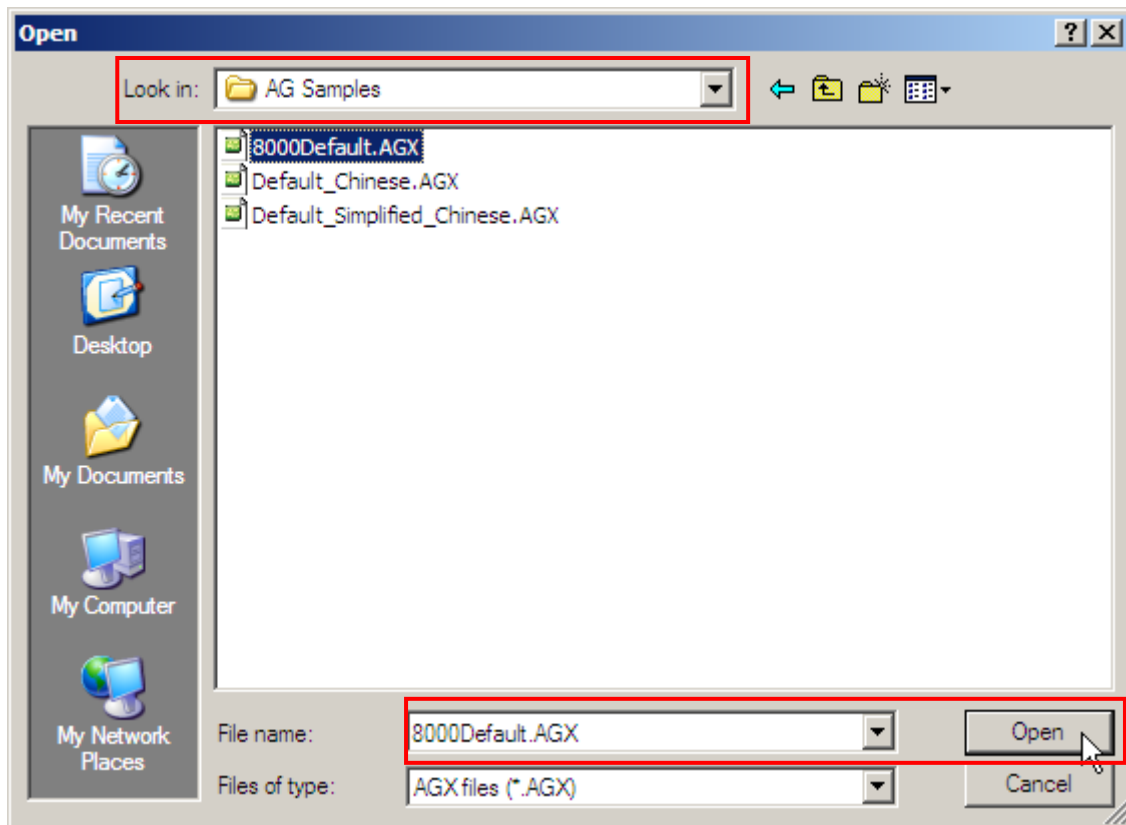 Open
Look in: AG Samples
8000Default.AGX
Default_Chinese.AGX
Default_Simplified_Chinese.AGX
My Recent
Documents
Desktop
My Documents
My Computer
My Network
Places
File name: 8000Default.AGX Open
Files of type: AGX files (*.AGX) Cancel